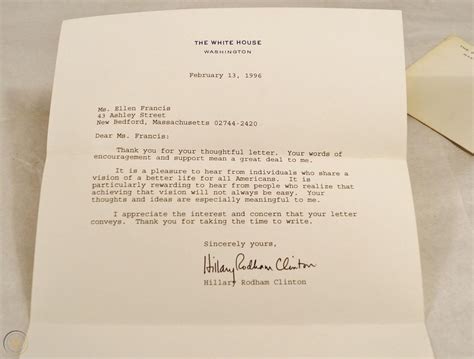 THE WHITE HOUSE
WASHINGTON
February 13, 1996
Ms. Ellen Francis
43 Ashley Street
New Bedford, Massachusetts 02744-2420
Dear Ms. Francis:
Thank you for your thoughtful letter. Your words of
encouragement and support mean a great deal to me.
It is a pleasure to hear from individuals who share a
vision of a better life for all Americans. It is
particularly rewarding to hear from people who realize that
achieving that vision will not always be easy. Your
thoughts and ideas are especially meaningful to me.
I appreciate the interest and concern that your letter
conveys. Thank you for taking the time to write.
Sincerely yours,
Hillary Rodham Clinton
Hillary Rodham Clinton